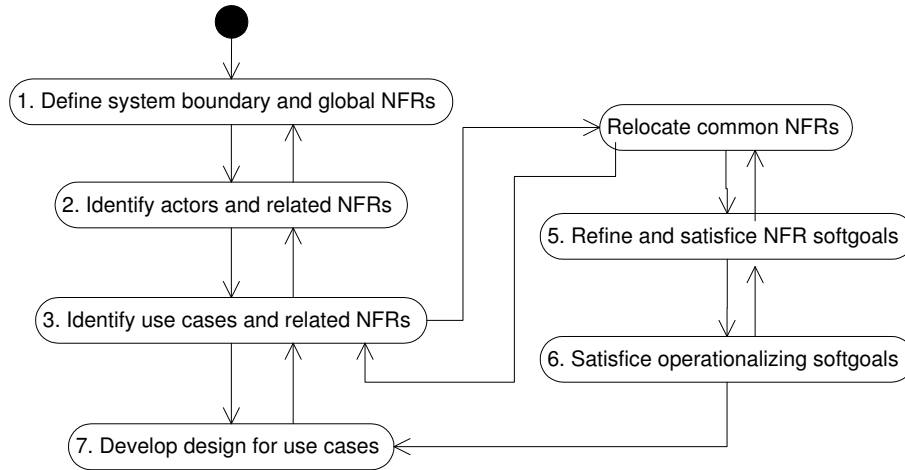 1. Define system boundary and global NFRs
2. Identify actors and related NFRs
3. Identify use cases and related NFRs
7. Develop design for use cases
Relocate common NFRs
5. Refine and satisfice NFR softgoals
6. Satisfice operationalizing softgoals